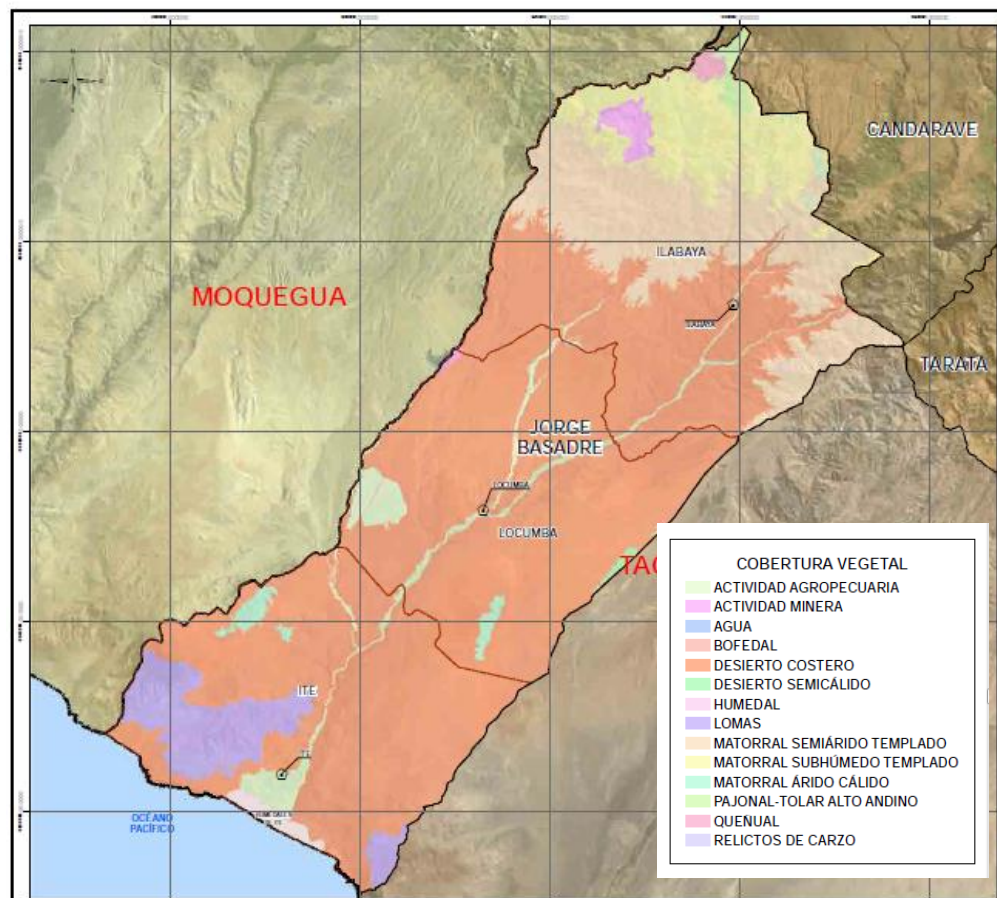 CANDARAVE
ILABAYA
MOQUEGUA
ILABAYA
TARATA
JORGE
BASADRE
LOCUMBA
LOCUMBA
ITE
OCÉANO
PACÍFICO
COBERTURA VEGETAL
ACTIVIDAD AGROPECUARIA
ACTIVIDAD MINERA
AGUA
BOFEDAL
DESIERTO COSTERO
DESIERTO SEMICÁLIDO
HUMEDAL
LOMAS
MATORRAL SEMIÁRIDO TEMPLADO
MATORRAL SUBHÚMEDO TEMPLADO
MATORRAL ÁRIDO CÁLIDO
PAJONAL-TOLAR ALTO ANDINO
QUEÑUAL
RELICTOS DE CARZO